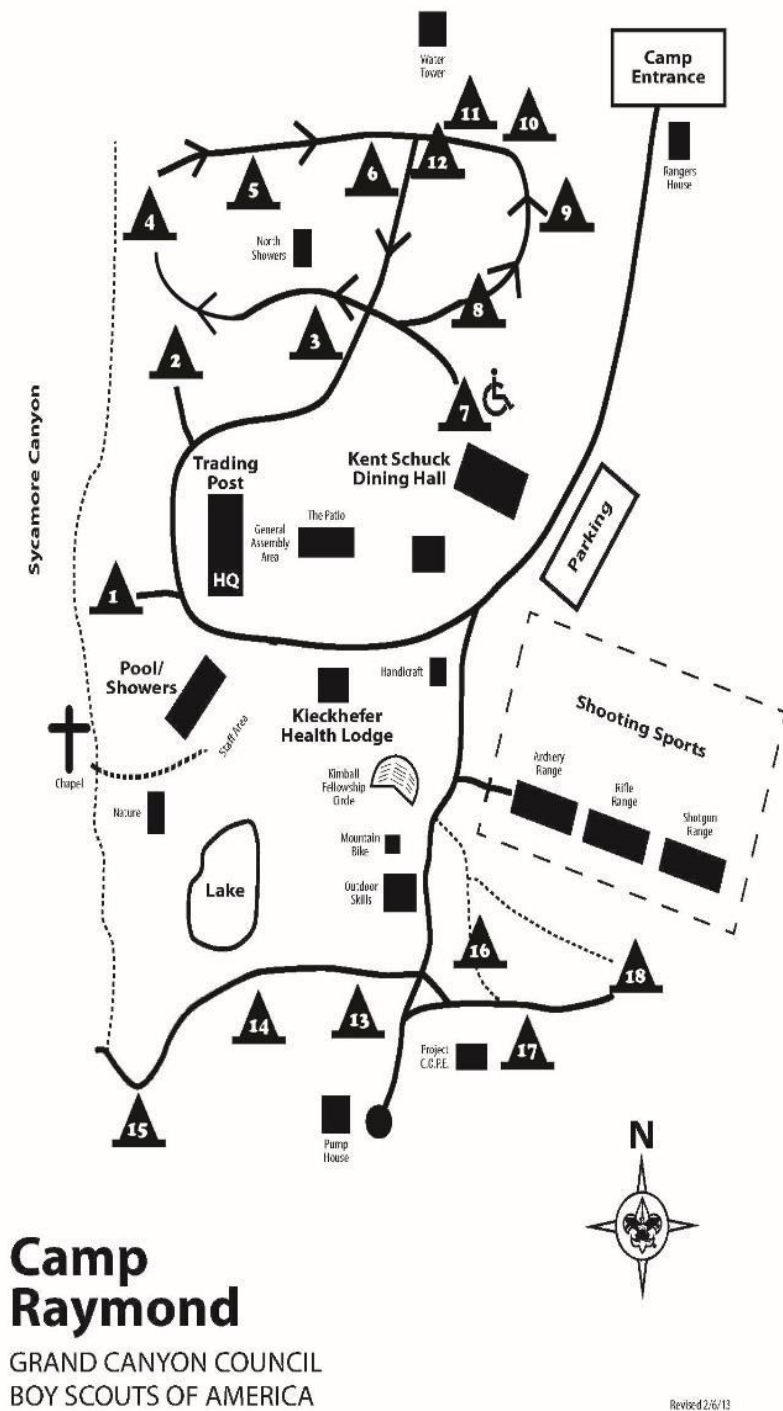 Water
Tower
Camp
Entrance
11
10
12
Rangers
House
5
6
4
9
North
Showers
8
3
2
7
Sycamore Canyon
Trading
Post
Kent Schuck
Dining Hall
The Patio
General
Assembly
Area
HQ
Parking
1
Pool/
Showers
Handicraft
Kieckhefer
Health Lodge
Staff Area
Shooting Sports
Chapel
Archery
Range
Rifle
Range
Shotgun
Range
Kimball
Fellowship
Circle
Nature
Mountain
Bike
Lake
Outdoor
Skills
16
18
14
13
17
Project
C.O.P.E.
15
Pump
House
N
Camp
Raymond
GRAND CANYON COUNCIL
BOY SCOUTS OF AMERICA
Revised 2/6/13